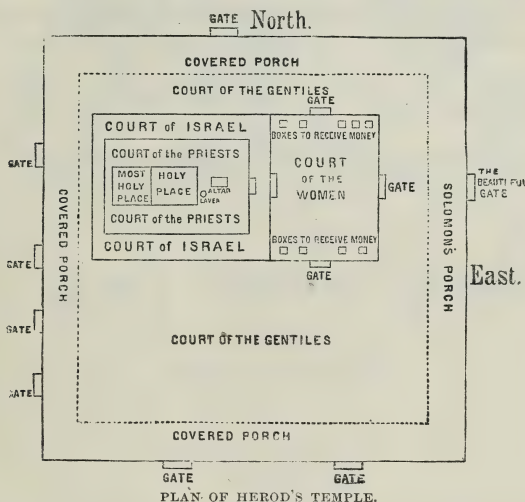 GATE North.
COVERED PORCH
COURT OF THE GENTILES
GATE
COURT of ISRAEL
BOXES TO RECEIVE MONEY
COURT of the PRIESTS
COURT
OF THE
WOMEN
GATE
GATE
MOST
HOLY
PLACE
HOLY
PLACE
ALTAR
LAVER
THE
BEAUTIFUL
GATE
COVERED PORCH
SOLOMON'S PORCH
COURT of the PRIESTS
COURT of ISRAEL
BOXES TO RECEIVE MONEY
GATE
GATE
East.
GATE
COURT OF THE GENTILES
GATE
COVERED PORCH
GATE
GATE
PLAN OF HEROD'S TEMPLE.